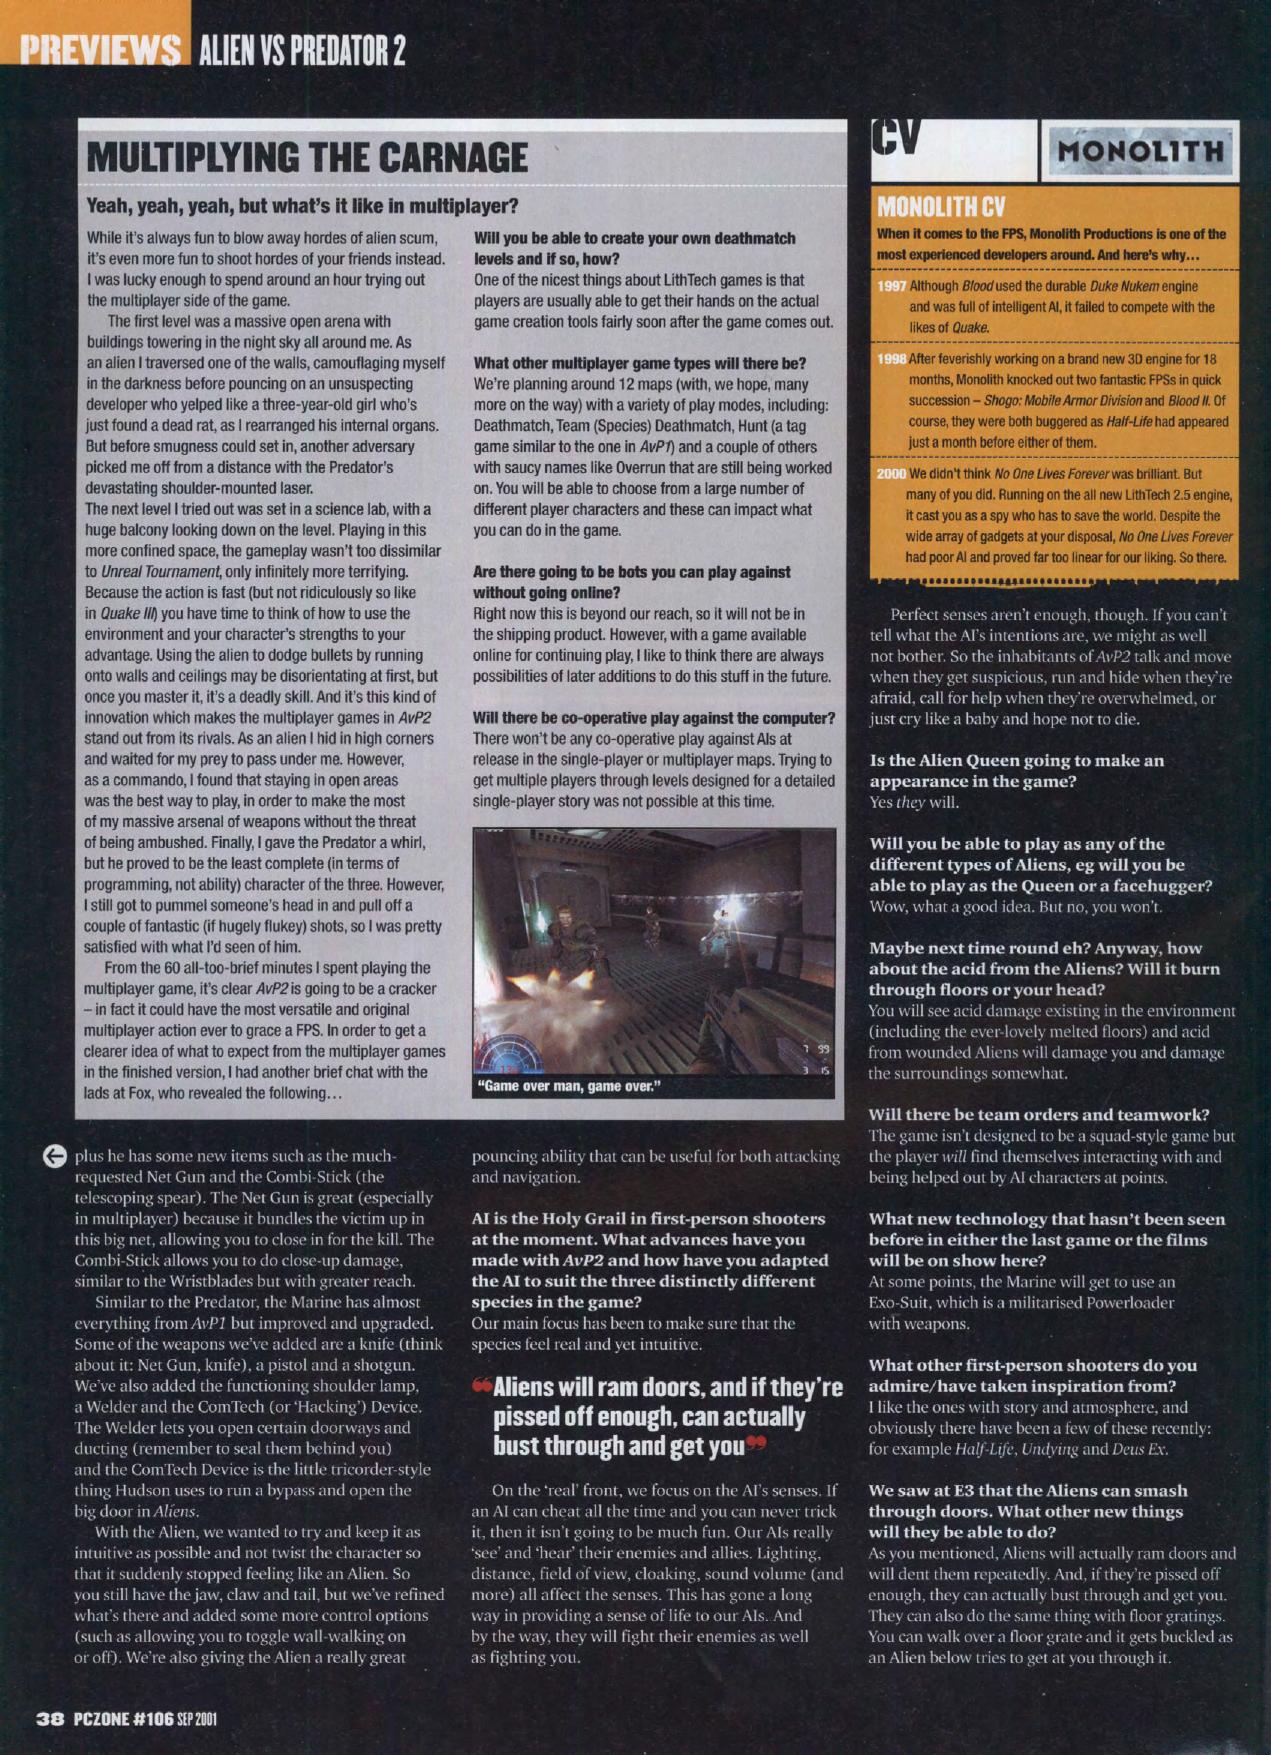 PREVIEWS ALIEN VS PREDATOR 2
MULTIPLYING THE CARNAGE
Yeah, yeah, yeah, but what's it like in multiplayer?
While it's always fun to blow away hordes of alien scum,
it's even more fun to shoot hordes of your friends instead.
I was lucky enough to spend around an hour trying out
the multiplayer side of the game.
The first level was a massive open arena with
buildings towering in the night sky all around me. As
an alien I traversed one of the walls, camouflaging myself
in the darkness before pouncing on an unsuspecting
developer who yelped like a three-year-old girl who's
just found a dead rat, as I rearranged his internal organs.
But before smugness could set in, another adversary
picked me off from a distance with the Predator's
devastating shoulder-mounted laser.
The next level I tried out was set in a science lab, with a
huge balcony looking down on the level. Playing in this
more confined space, the gameplay wasn't too dissimilar
to Unreal Tournament, only infinitely more terrifying.
Because the action is fast (but not ridiculously so like
in Quake III) you have time to think of how to use the
environment and your character's strengths to your
advantage. Using the alien to dodge bullets by running
onto walls and ceilings may be disorientating at first, but
once you master it, it's a deadly skill. And it's this kind of
innovation which makes the multiplayer games in AvP2
stand out from its rivals. As an alien I hid in high corners
and waited for my prey to pass under me. However,
as a commando, I found that staying in open areas
was the best way to play, in order to make the most
of my massive arsenal of weapons without the threat
of being ambushed. Finally, I gave the Predator a whirl,
but he proved to be the least complete (in terms of
programming, not ability) character of the three. However,
I still got to pummel someone's head in and pull off a
couple of fantastic (if hugely flukey) shots, so I was pretty
satisfied with what I'd seen of him.
From the 60 all-too-brief minutes I spent playing the
multiplayer game, it's clear AvP2 is going to be a cracker
– in fact it could have the most versatile and original
multiplayer action ever to grace a FPS. In order to get a
clearer idea of what to expect from the multiplayer games
in the finished version, I had another brief chat with the
lads at Fox, who revealed the following...
Will you be able to create your own deathmatch
levels and if so, how?
One of the nicest things about LithTech games is that
players are usually able to get their hands on the actual
game creation tools fairly soon after the game comes out.
What other multiplayer game types will there be?
We're planning around 12 maps (with, we hope, many
more on the way) with a variety of play modes, including:
Deathmatch, Team (Species) Deathmatch, Hunt (a tag
game similar to the one in AvP1) and a couple of others
with saucy names like Overrun that are still being worked
on. You will be able to choose from a large number of
different player characters and these can impact what
you can do in the game.
Are there going to be bots you can play against
without going online?
Right now this is beyond our reach, so it will not be in
the shipping product. However, with a game available
online for continuing play, I like to think there are always
possibilities of later additions to do this stuff in the future.
Will there be co-operative play against the computer?
There won't be any co-operative play against AIs at
release in the single-player or multiplayer maps. Trying to
get multiple players through levels designed for a detailed
single-player story was not possible at this time.
99
3 15
"Game over man, game over."
CV
MONOLITH
MONOLITH CV
When it comes to the FPS, Monolith Productions is one of the
most experienced developers around. And here's why...
1997 Although Blood used the durable Duke Nukem engine
and was full of intelligent AI, it failed to compete with the
likes of Quake.
1998 After feverishly working on a brand new 3D engine for 18
months, Monolith knocked out two fantastic FPSs in quick
succession – Shogo: Mobile Armor Division and Blood II. Of
course, they were both buggered as Half-Life had appeared
just a month before either of them.
2000 We didn't think No One Lives Forever was brilliant. But
many of you did. Running on the all new LithTech 2.5 engine,
it cast you as a spy who has to save the world. Despite the
wide array of gadgets at your disposal, No One Lives Forever
had poor AI and proved far too linear for our liking. So there.
plus he has some new items such as the much-
requested Net Gun and the Combi-Stick (the
telescoping spear). The Net Gun is great (especially
in multiplayer) because it bundles the victim up in
this big net, allowing you to close in for the kill. The
Combi-Stick allows you to do close-up damage,
similar to the Wristblades but with greater reach.
Similar to the Predator, the Marine has almost
everything from AvP1 but improved and upgraded.
Some of the weapons we've added are a knife (think
about it: Net Gun, knife), a pistol and a shotgun.
We've also added the functioning shoulder lamp,
a Welder and the ComTech (or 'Hacking') Device.
The Welder lets you open certain doorways and
ducting (remember to seal them behind you)
and the ComTech Device is the little tricorder-style
thing Hudson uses to run a bypass and open the
big door in Aliens.
With the Alien, we wanted to try and keep it as
intuitive as possible and not twist the character so
that it suddenly stopped feeling like an Alien. So
you still have the jaw, claw and tail, but we've refined
what's there and added some more control options
(such as allowing you to toggle wall-walking on
or off). We're also giving the Alien a really great
pouncing ability that can be useful for both attacking
and navigation.
AI is the Holy Grail in first-person shooters
at the moment. What advances have you
made with AvP2 and how have you adapted
the AI to suit the three distinctly different
species in the game?
Our main focus has been to make sure that the
species feel real and yet intuitive.
“Aliens will ram doors, and if they're
pissed off enough, can actually
bust through and get you”
On the 'real' front, we focus on the AI's senses. If
an AI can cheat all the time and you can never trick
it, then it isn't going to be much fun. Our AIs really
'see' and 'hear' their enemies and allies. Lighting,
distance, field of view, cloaking, sound volume (and
more) all affect the senses. This has gone a long
way in providing a sense of life to our AIs. And
by the way, they will fight their enemies as well
as fighting you.
Perfect senses aren't enough, though. If you can't
tell what the AI's intentions are, we might as well
not bother. So the inhabitants of AvP2 talk and move
when they get suspicious, run and hide when they're
afraid, call for help when they're overwhelmed, or
just cry like a baby and hope not to die.
Is the Alien Queen going to make an
appearance in the game?
Yes they will.
Will you be able to play as any of the
different types of Aliens, eg will you be
able to play as the Queen or a facehugger?
Wow, what a good idea. But no, you won't.
Maybe next time round eh? Anyway, how
about the acid from the Aliens? Will it burn
through floors or your head?
You will see acid damage existing in the environment
(including the ever-lovely melted floors) and acid
from wounded Aliens will damage you and damage
the surroundings somewhat.
Will there be team orders and teamwork?
The game isn't designed to be a squad-style game but
the player will find themselves interacting with and
being helped out by AI characters at points.
What new technology that hasn't been seen
before in either the last game or the films
will be on show here?
At some points, the Marine will get to use an
Exo-Suit, which is a militarised Powerloader
with weapons.
What other first-person shooters do you
admire/have taken inspiration from?
I like the ones with story and atmosphere, and
obviously there have been a few of these recently:
for example Half-Life, Undying and Deus Ex.
We saw at E3 that the Aliens can smash
through doors. What other new things
will they be able to do?
As you mentioned, Aliens will actually ram doors and
will dent them repeatedly. And, if they're pissed off
enough, they can actually bust through and get you.
They can also do the same thing with floor gratings.
You can walk over a floor grate and it gets buckled as
an Alien below tries to get at you through it.
38 PCZONE #106 SEP 2001